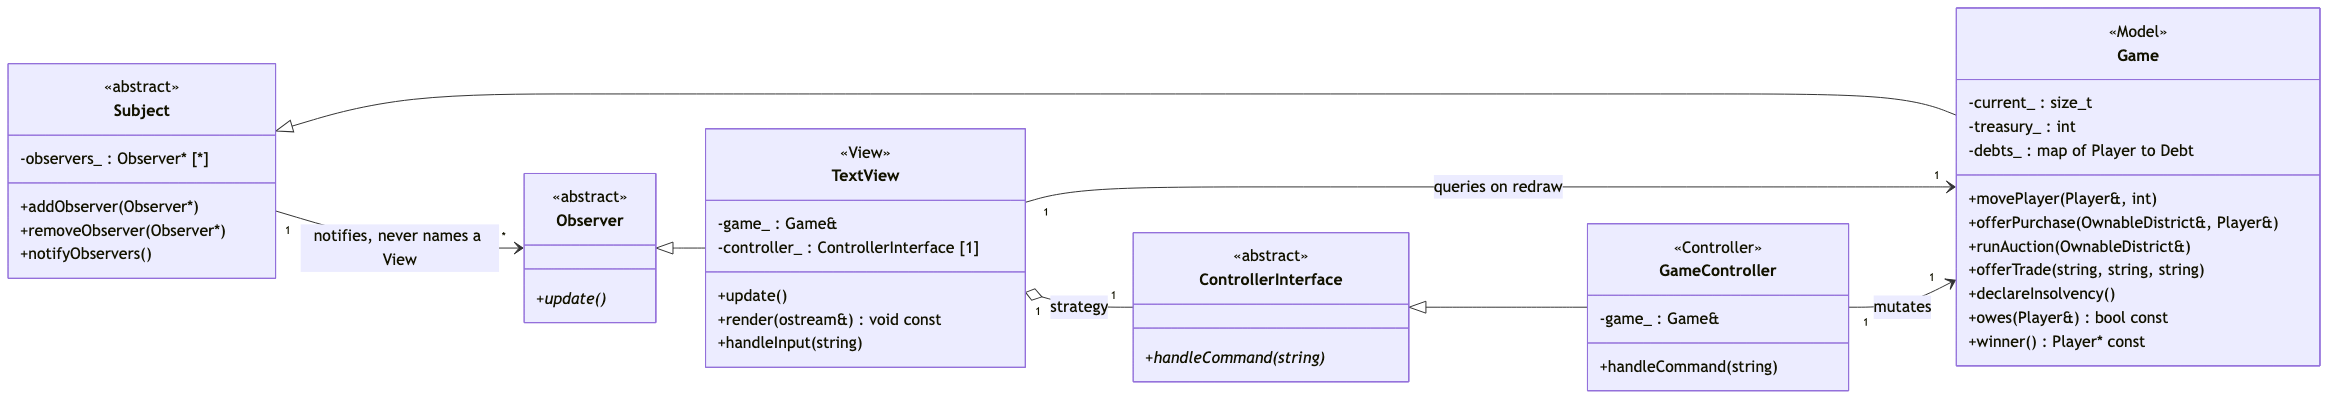 «abstract»
Subject
-observers_ : Observer* [*]
+addObserver(Observer*)
+removeObserver(Observer*)
+notifyObservers()
1
notifies, never names a
View
*
«abstract»
Observer
+update()
«View»
TextView
-game_ : Game&
-controller_ : ControllerInterface [1]
+update()
+render(ostream&) : void const
+handleInput(string)
1
queries on redraw
1
1
strategy
1
«abstract»
ControllerInterface
+handleCommand(string)
«Controller»
GameController
-game_ : Game&
+handleCommand(string)
1
mutates
1
«Model»
Game
-current_ : size_t
-treasury_ : int
-debts_ : map of Player to Debt
+movePlayer(Player&, int)
+offerPurchase(OwnableDistrict&, Player&)
+runAuction(OwnableDistrict&)
+offerTrade(string, string, string)
+declareInsolvency()
+owes(Player&) : bool const
+winner() : Player* const